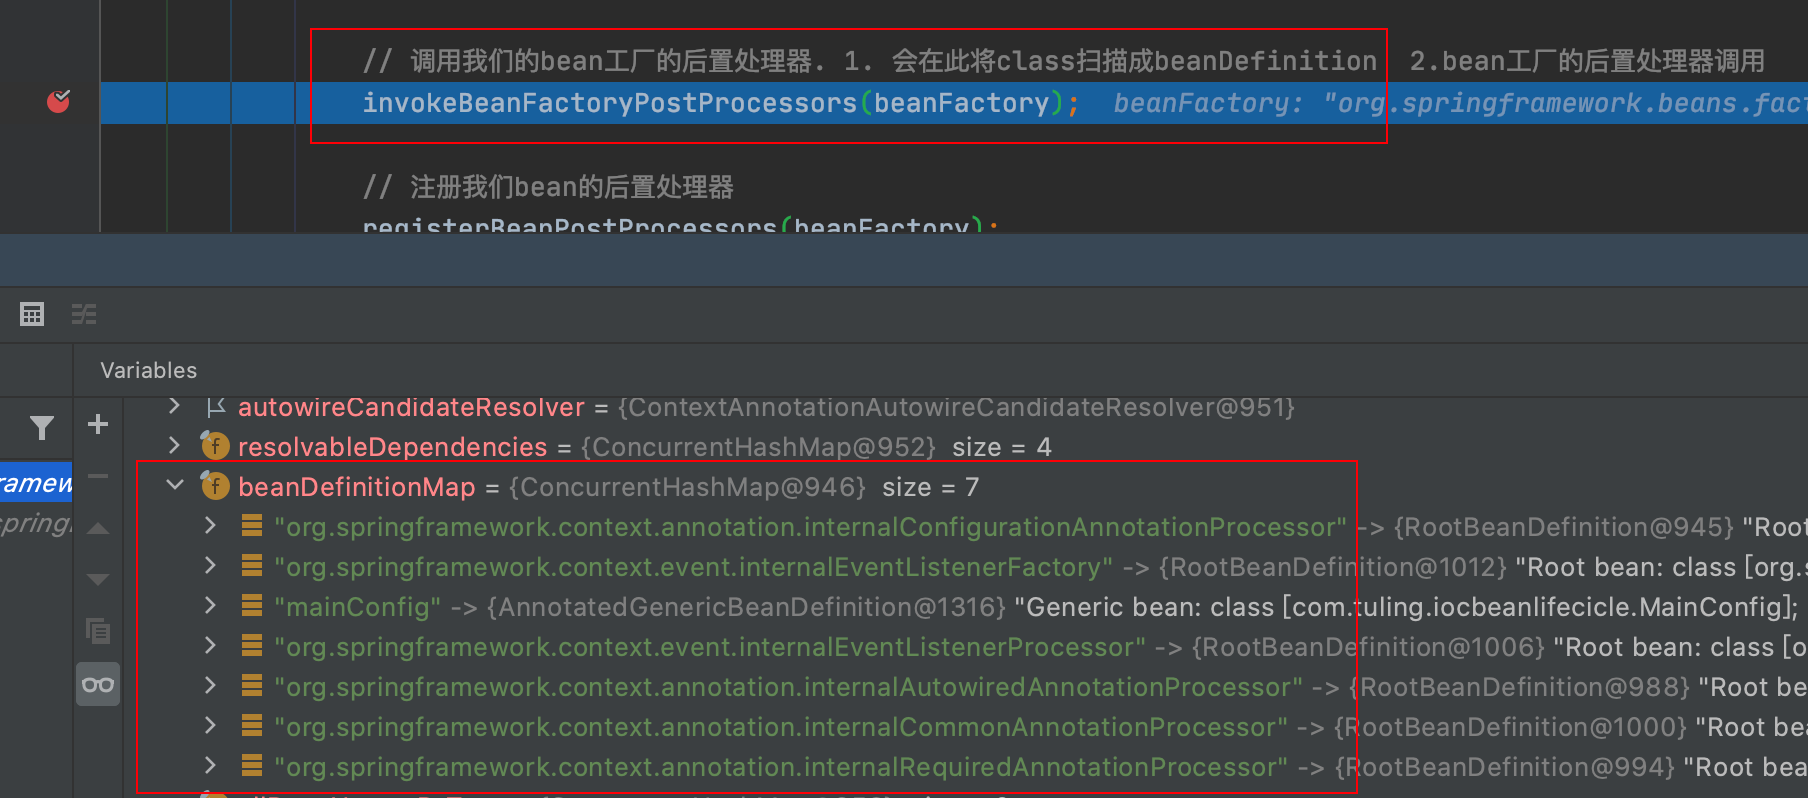 // 调用我们的bean工厂的后置处理器. 1. 会在此将class扫描成beanDefinition  2.bean工厂的后置处理器调用
invokeBeanFactoryPostProcessors(beanFactory);  beanFactory: "org.springframework.beans.fact
// 注册我们bean的后置处理器
registerBeanPostProcessors(beanFactory);
Variables
autowireCandidateResolver = {ContextAnnotationAutowireCandidateResolver@951}
resolvableDependencies = {ConcurrentHashMap@952}  size = 4
ramew
beanDefinitionMap = {ConcurrentHashMap@946}  size = 7
spring
"org.springframework.context.annotation.internalConfigurationAnnotationProcessor" -> {RootBeanDefinition@945} "Root
"org.springframework.context.event.internalEventListenerFactory" -> {RootBeanDefinition@1012} "Root bean: class [org.s
"mainConfig" -> {AnnotatedGenericBeanDefinition@1316} "Generic bean: class [com.tuling.iocbeanlifecicle.MainConfig];
"org.springframework.context.event.internalEventListenerProcessor" -> {RootBeanDefinition@1006} "Root bean: class [o
"org.springframework.context.annotation.internalAutowiredAnnotationProcessor" -> {RootBeanDefinition@988} "Root be
"org.springframework.context.annotation.internalCommonAnnotationProcessor" -> {RootBeanDefinition@1000} "Root bea
"org.springframework.context.annotation.internalRequiredAnnotationProcessor" -> {RootBeanDefinition@994} "Root bea